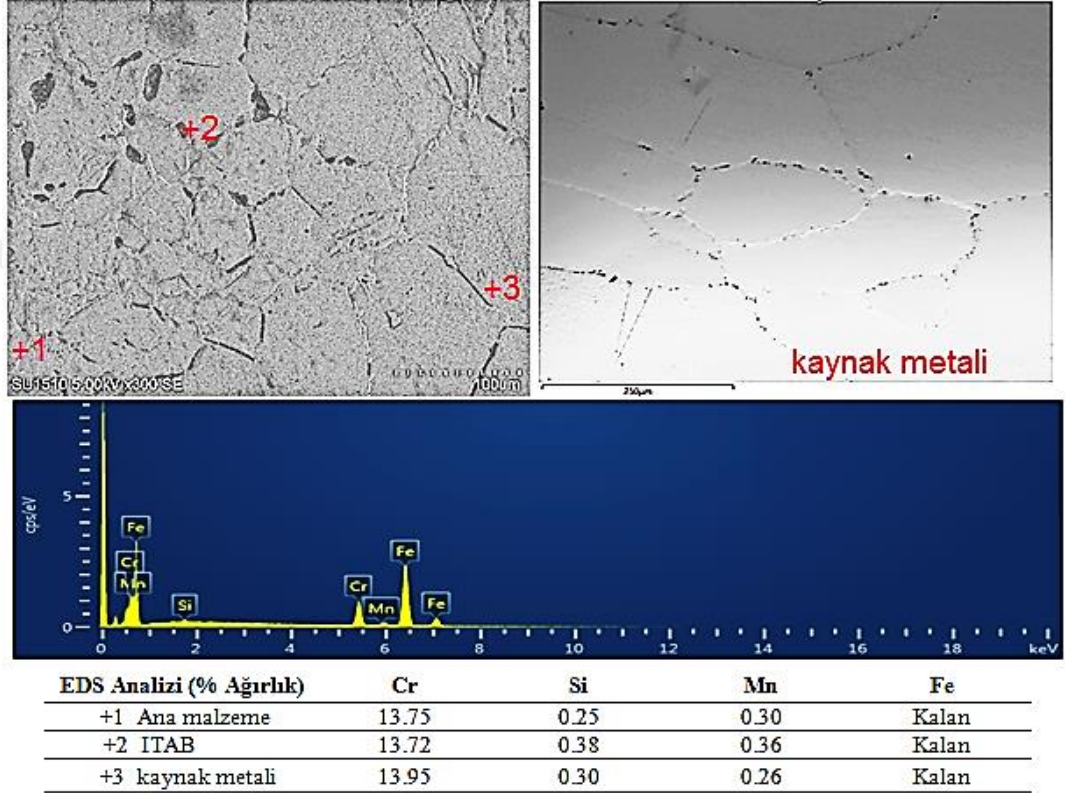 +2
+3
+1
SU1510 5.00kV x300 SE 100um
kaynak metali
250µm
cps/eV
5
0
Fe
Cr
Mn
Si
Cr
Mn
Fe
Fe
0 2 4 6 8 10 12 14 16 18 keV
EDS Analizi (% Ağırlık) Cr Si Mn Fe
+1 Ana malzeme 13.75 0.25 0.30 Kalan
+2 ITAB 13.72 0.38 0.36 Kalan
+3 kaynak metali 13.95 0.30 0.26 Kalan